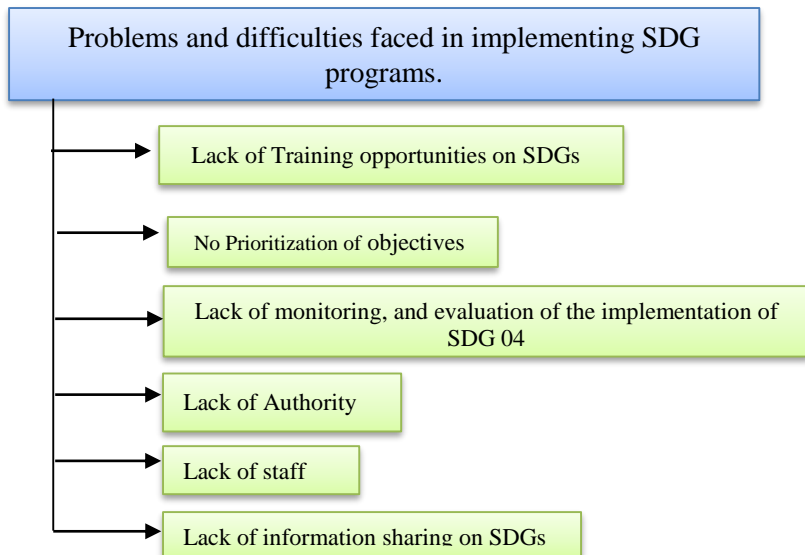 Problems and difficulties faced in implementing SDG
programs.
Lack of Training opportunities on SDGs
No Prioritization of objectives
Lack of monitoring, and evaluation of the implementation of
SDG 04
Lack of Authority
Lack of staff
Lack of information sharing on SDGs